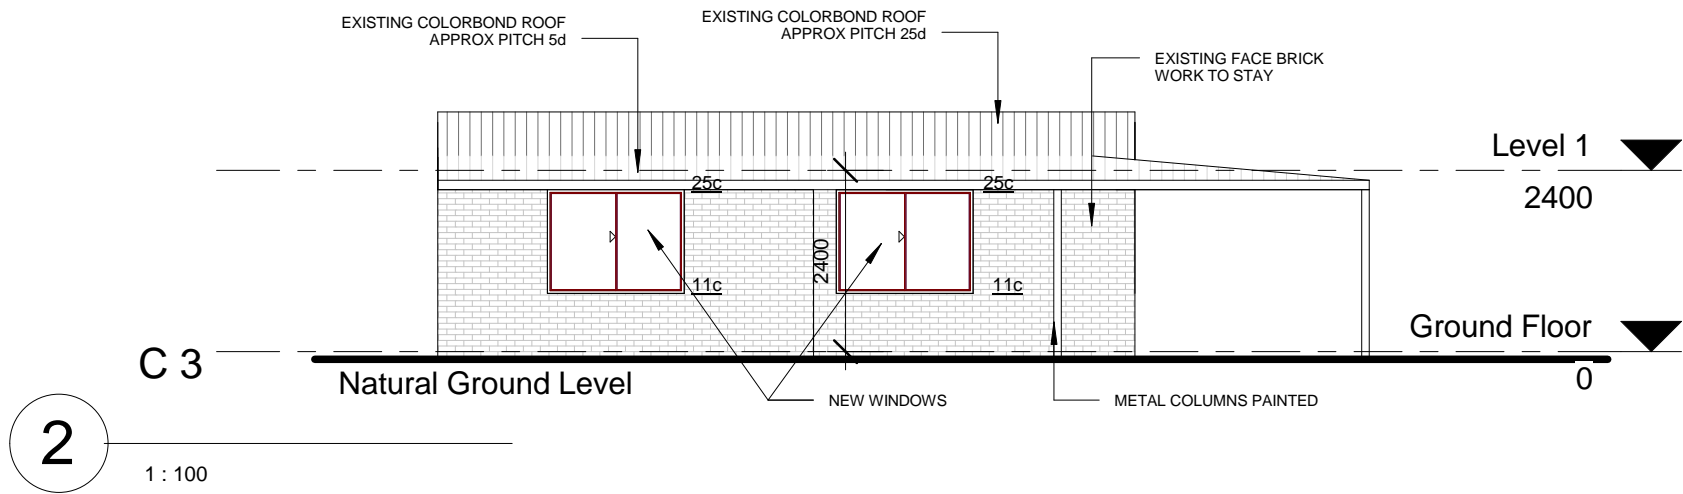 EXISTING COLORBOND ROOF
APPROX PITCH 5d
EXISTING COLORBOND ROOF
APPROX PITCH 25d
EXISTING FACE BRICK
WORK TO STAY
Level 1
2400
25c
25c
2400
11c
11c
Ground Floor
0
C 3
Natural Ground Level
NEW WINDOWS
METAL COLUMNS PAINTED
2
1 : 100